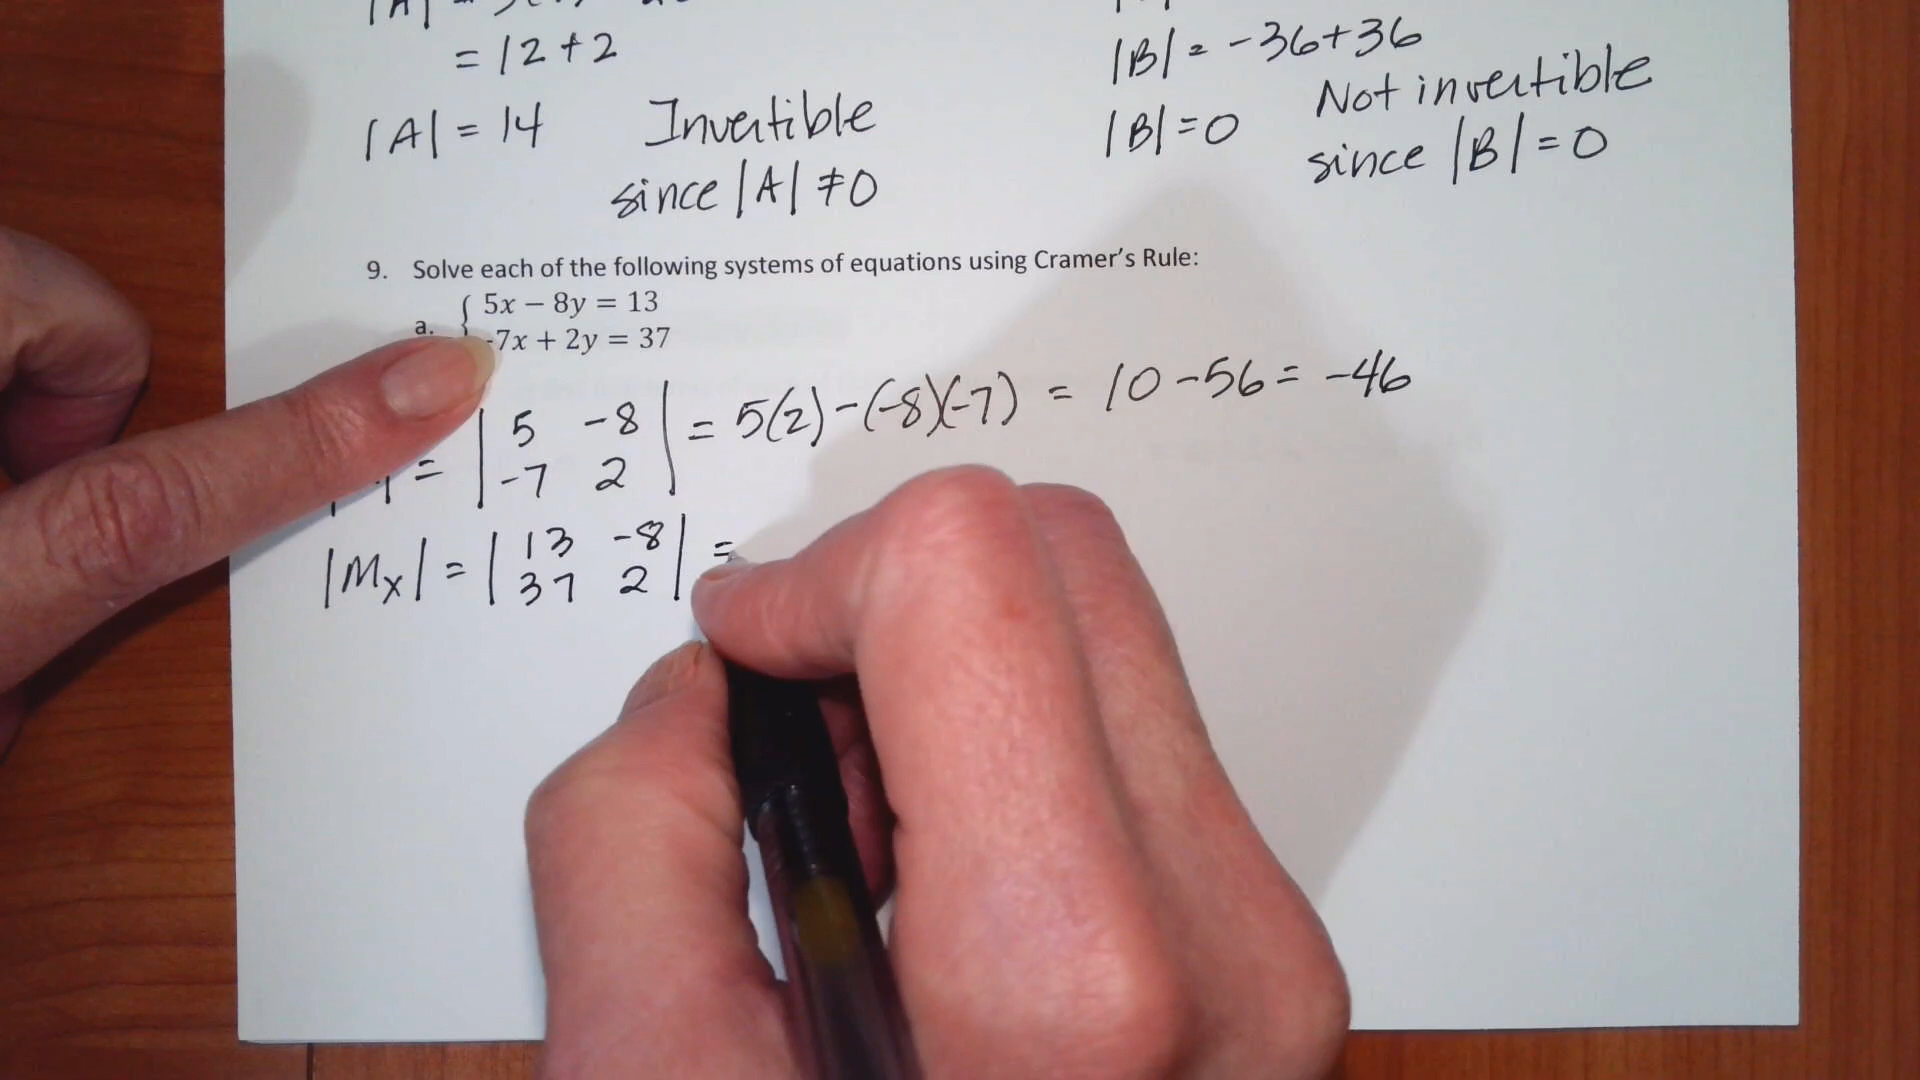 = 12 + 2
|A| = 14 Invertible
since |A| ≠ 0
|B| = -36+36
|B| = 0 Not invertible
since |B| = 0
9. Solve each of the following systems of equations using Cramer's Rule:
a. { 5x − 8y = 13
-7x + 2y = 37
= | 5 -8 | = 5(2) - (-8)(-7) = 10 - 56 = -46
| -7 2 |
|Mx| = | 13 -8 | =
| 37 2 |